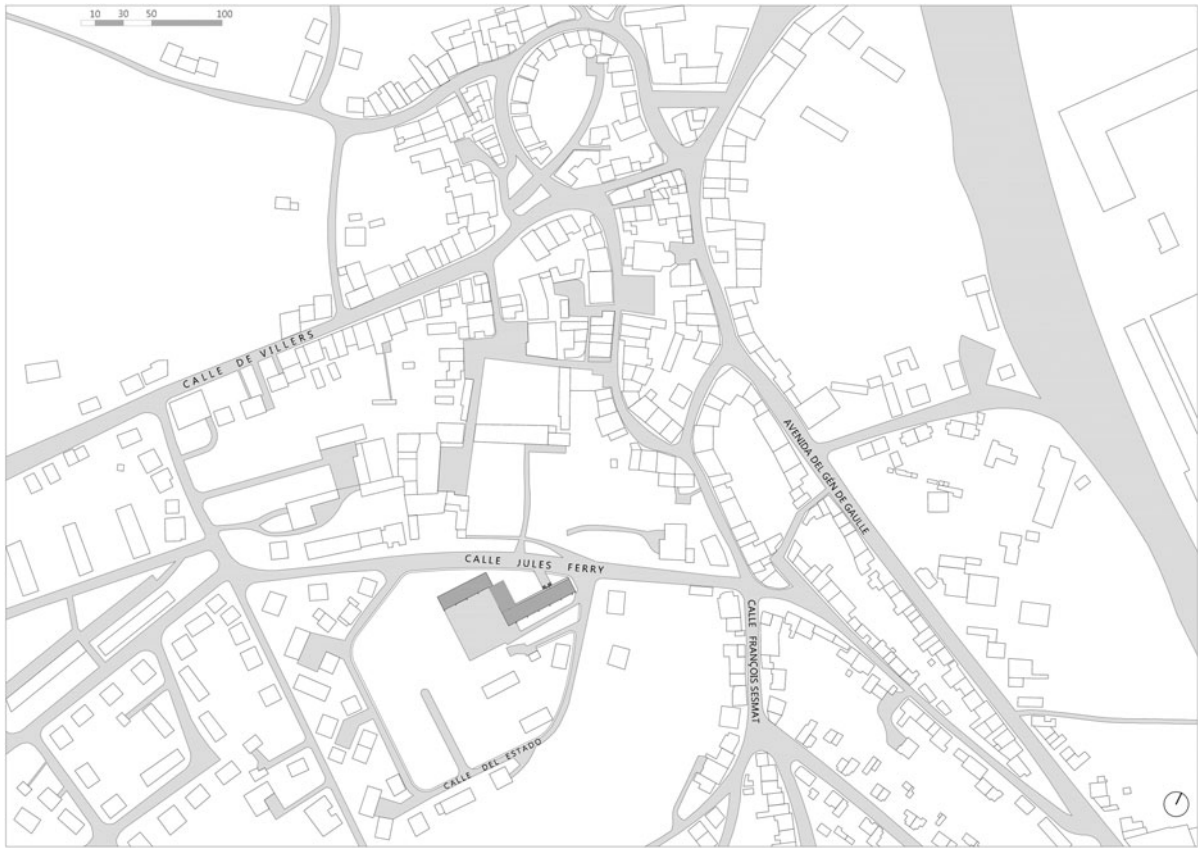 10 30 50 100
CALLE DE VILLERS
AVENIDA DEL GÉN DE GAULLE
CALLE JULES FERRY
CALLE FRANÇOIS SESMAT
CALLE DEL ESTADO